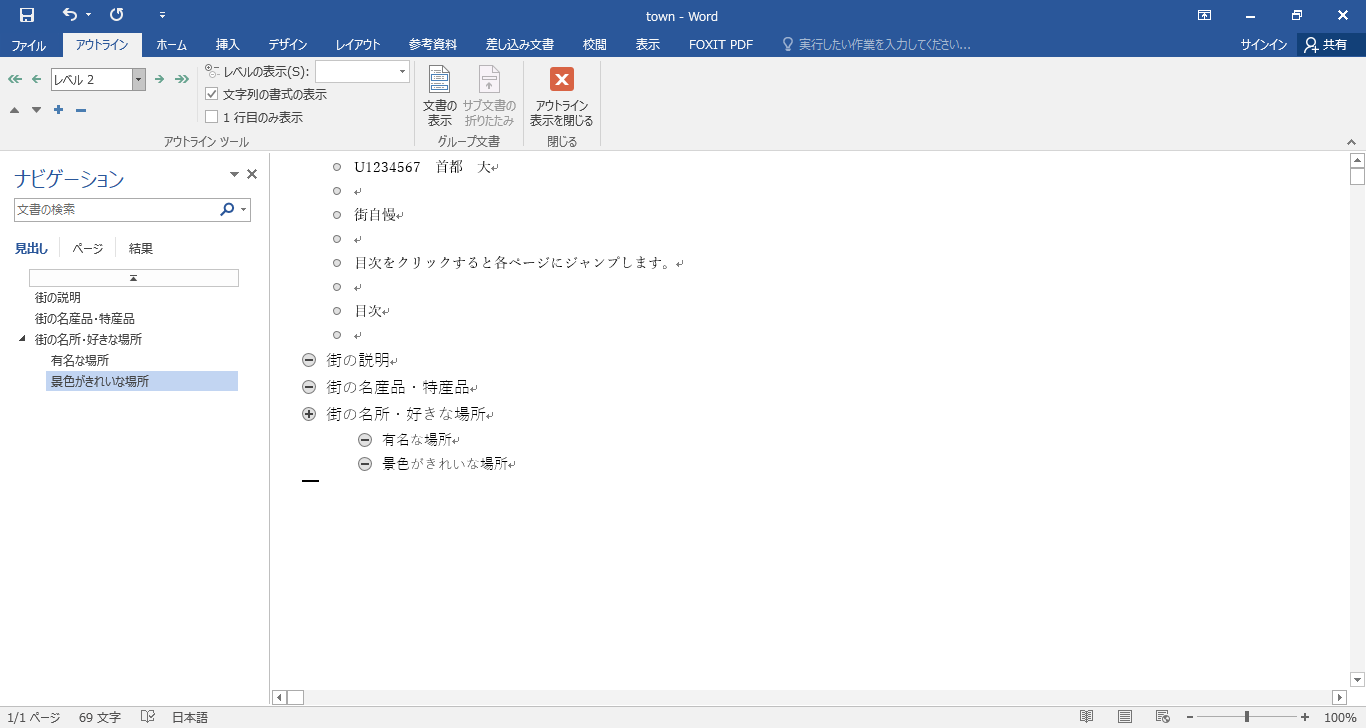 town - Word
ファイル アウトライン ホーム 挿入 デザイン レイアウト 参考資料 差し込み文書 校閲 表示 FOXIT PDF 実行したい作業を入力してください... サインイン 共有
レベル 2
レベルの表示(S):
文字列の書式の表示
1 行目のみ表示
アウトライン ツール
文書の表示
サブ文書の折りたたみ
グループ文書
アウトライン表示を閉じる
閉じる
ナビゲーション
文書の検索
見出し ページ 結果
街の説明
街の名産品・特産品
街の名所・好きな場所
有名な場所
景色がきれいな場所
U1234567 首都 大
街自慢
目次をクリックすると各ページにジャンプします。
目次
街の説明
街の名産品・特産品
街の名所・好きな場所
有名な場所
景色がきれいな場所
1/1 ページ 69 文字 日本語 100%